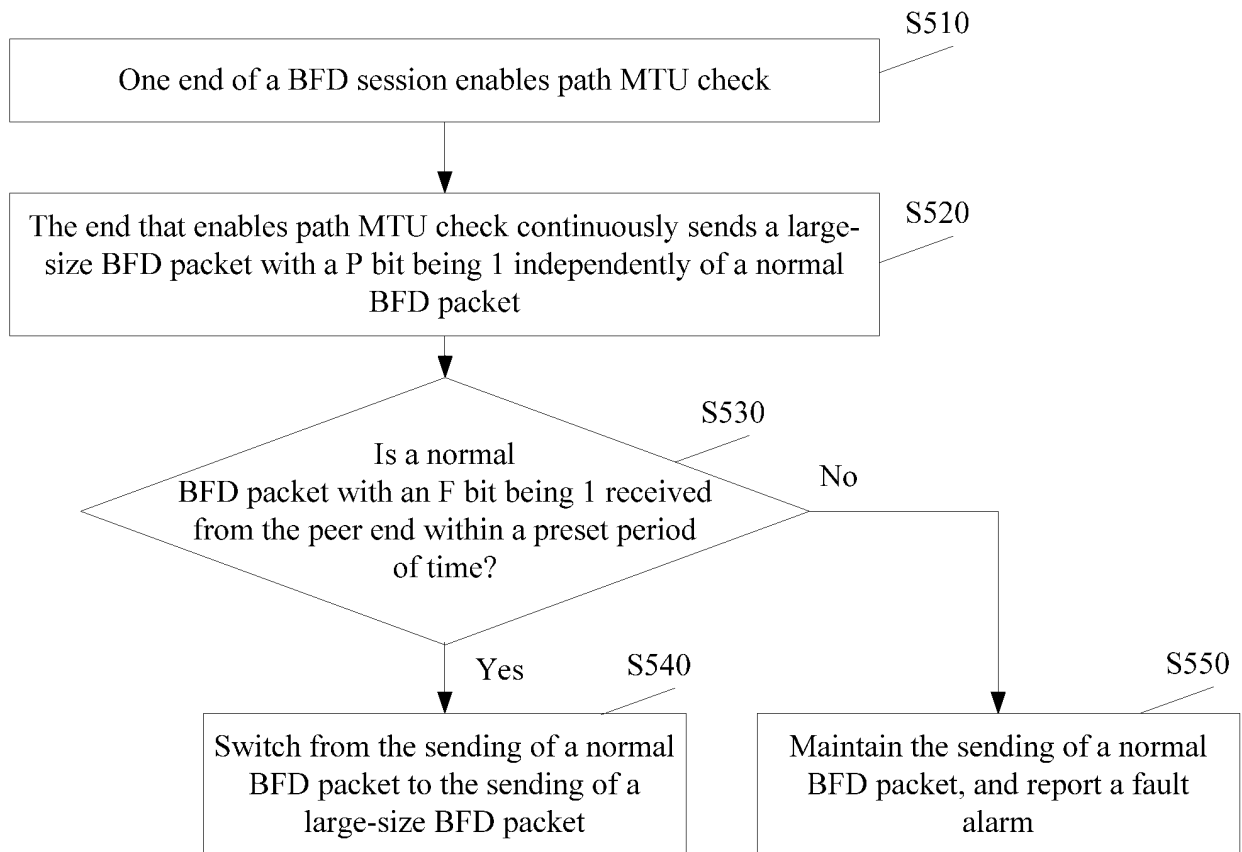 S510
One end of a BFD session enables path MTU check
S520
The end that enables path MTU check continuously sends a large-
size BFD packet with a P bit being 1 independently of a normal
BFD packet
S530
Is a normal
BFD packet with an F bit being 1 received
from the peer end within a preset period
of time?
No
Yes
S540
Switch from the sending of a normal
BFD packet to the sending of a
large-size BFD packet
S550
Maintain the sending of a normal
BFD packet, and report a fault
alarm